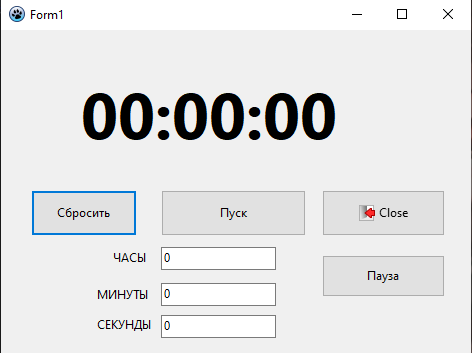 Form1
00:00:00
Сбросить Пуск Close
ЧАСЫ 0
Пауза
МИНУТЫ 0
СЕКУНДЫ 0